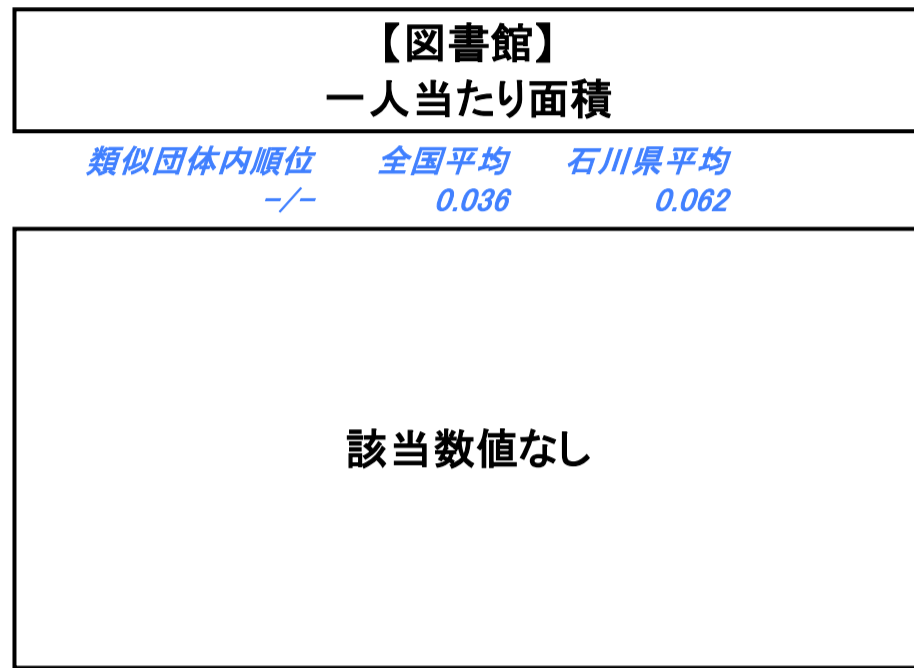 【図書館】
一人当たり面積
類似団体内順位 全国平均 石川県平均
-/- 0.036 0.062
該当数値なし